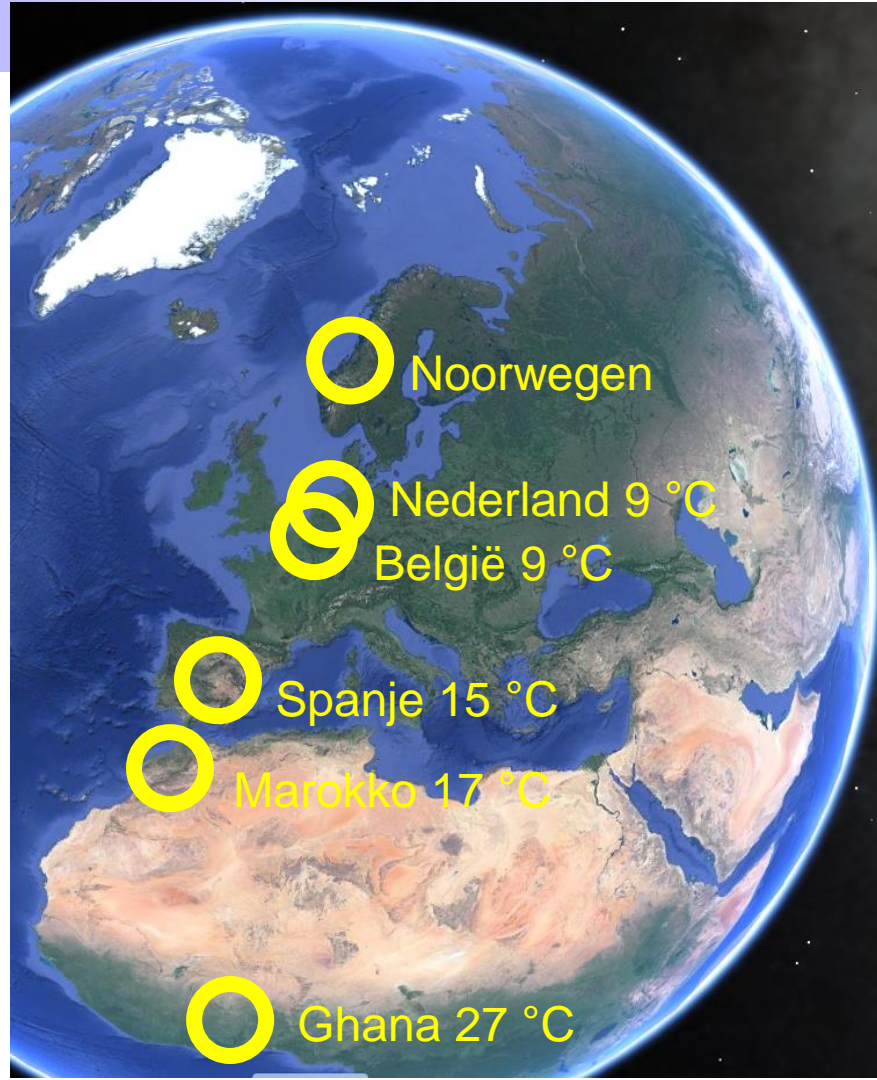 Noorwegen
Nederland 9 °C
België 9 °C
Spanje 15 °C
Marokko 17 °C
Ghana 27 °C